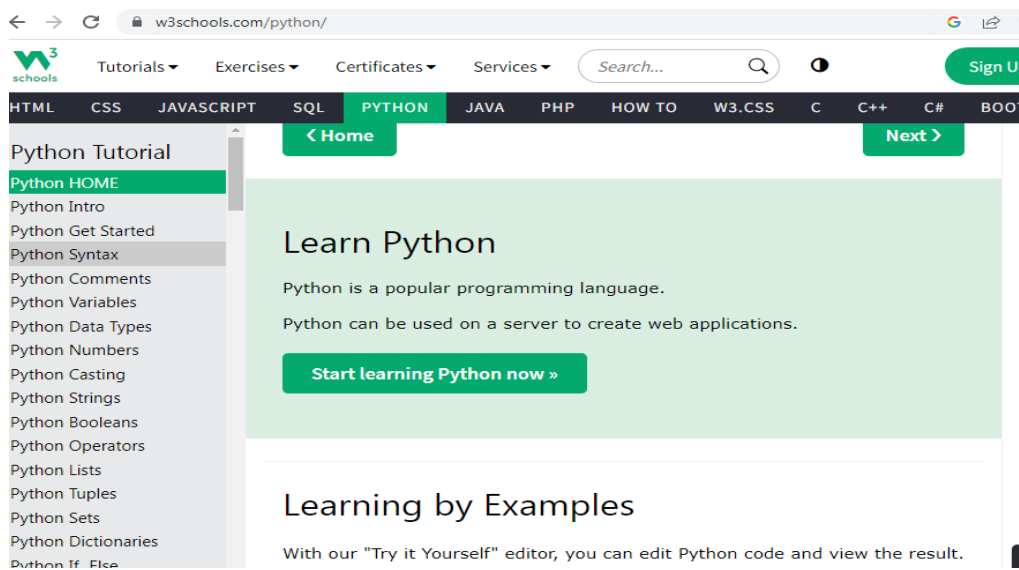 w3schools.com/python/
W3
schools
Tutorials Exercises Certificates Services Search... Sign U
HTML CSS JAVASCRIPT SQL PYTHON JAVA PHP HOW TO W3.CSS C C++ C# BOOT
Python Tutorial
Python HOME
Python Intro
Python Get Started
Python Syntax
Python Comments
Python Variables
Python Data Types
Python Numbers
Python Casting
Python Strings
Python Booleans
Python Operators
Python Lists
Python Tuples
Python Sets
Python Dictionaries
Python If...Else
❮ Home Next ❯
Learn Python
Python is a popular programming language.
Python can be used on a server to create web applications.
Start learning Python now »
Learning by Examples
With our "Try it Yourself" editor, you can edit Python code and view the result.